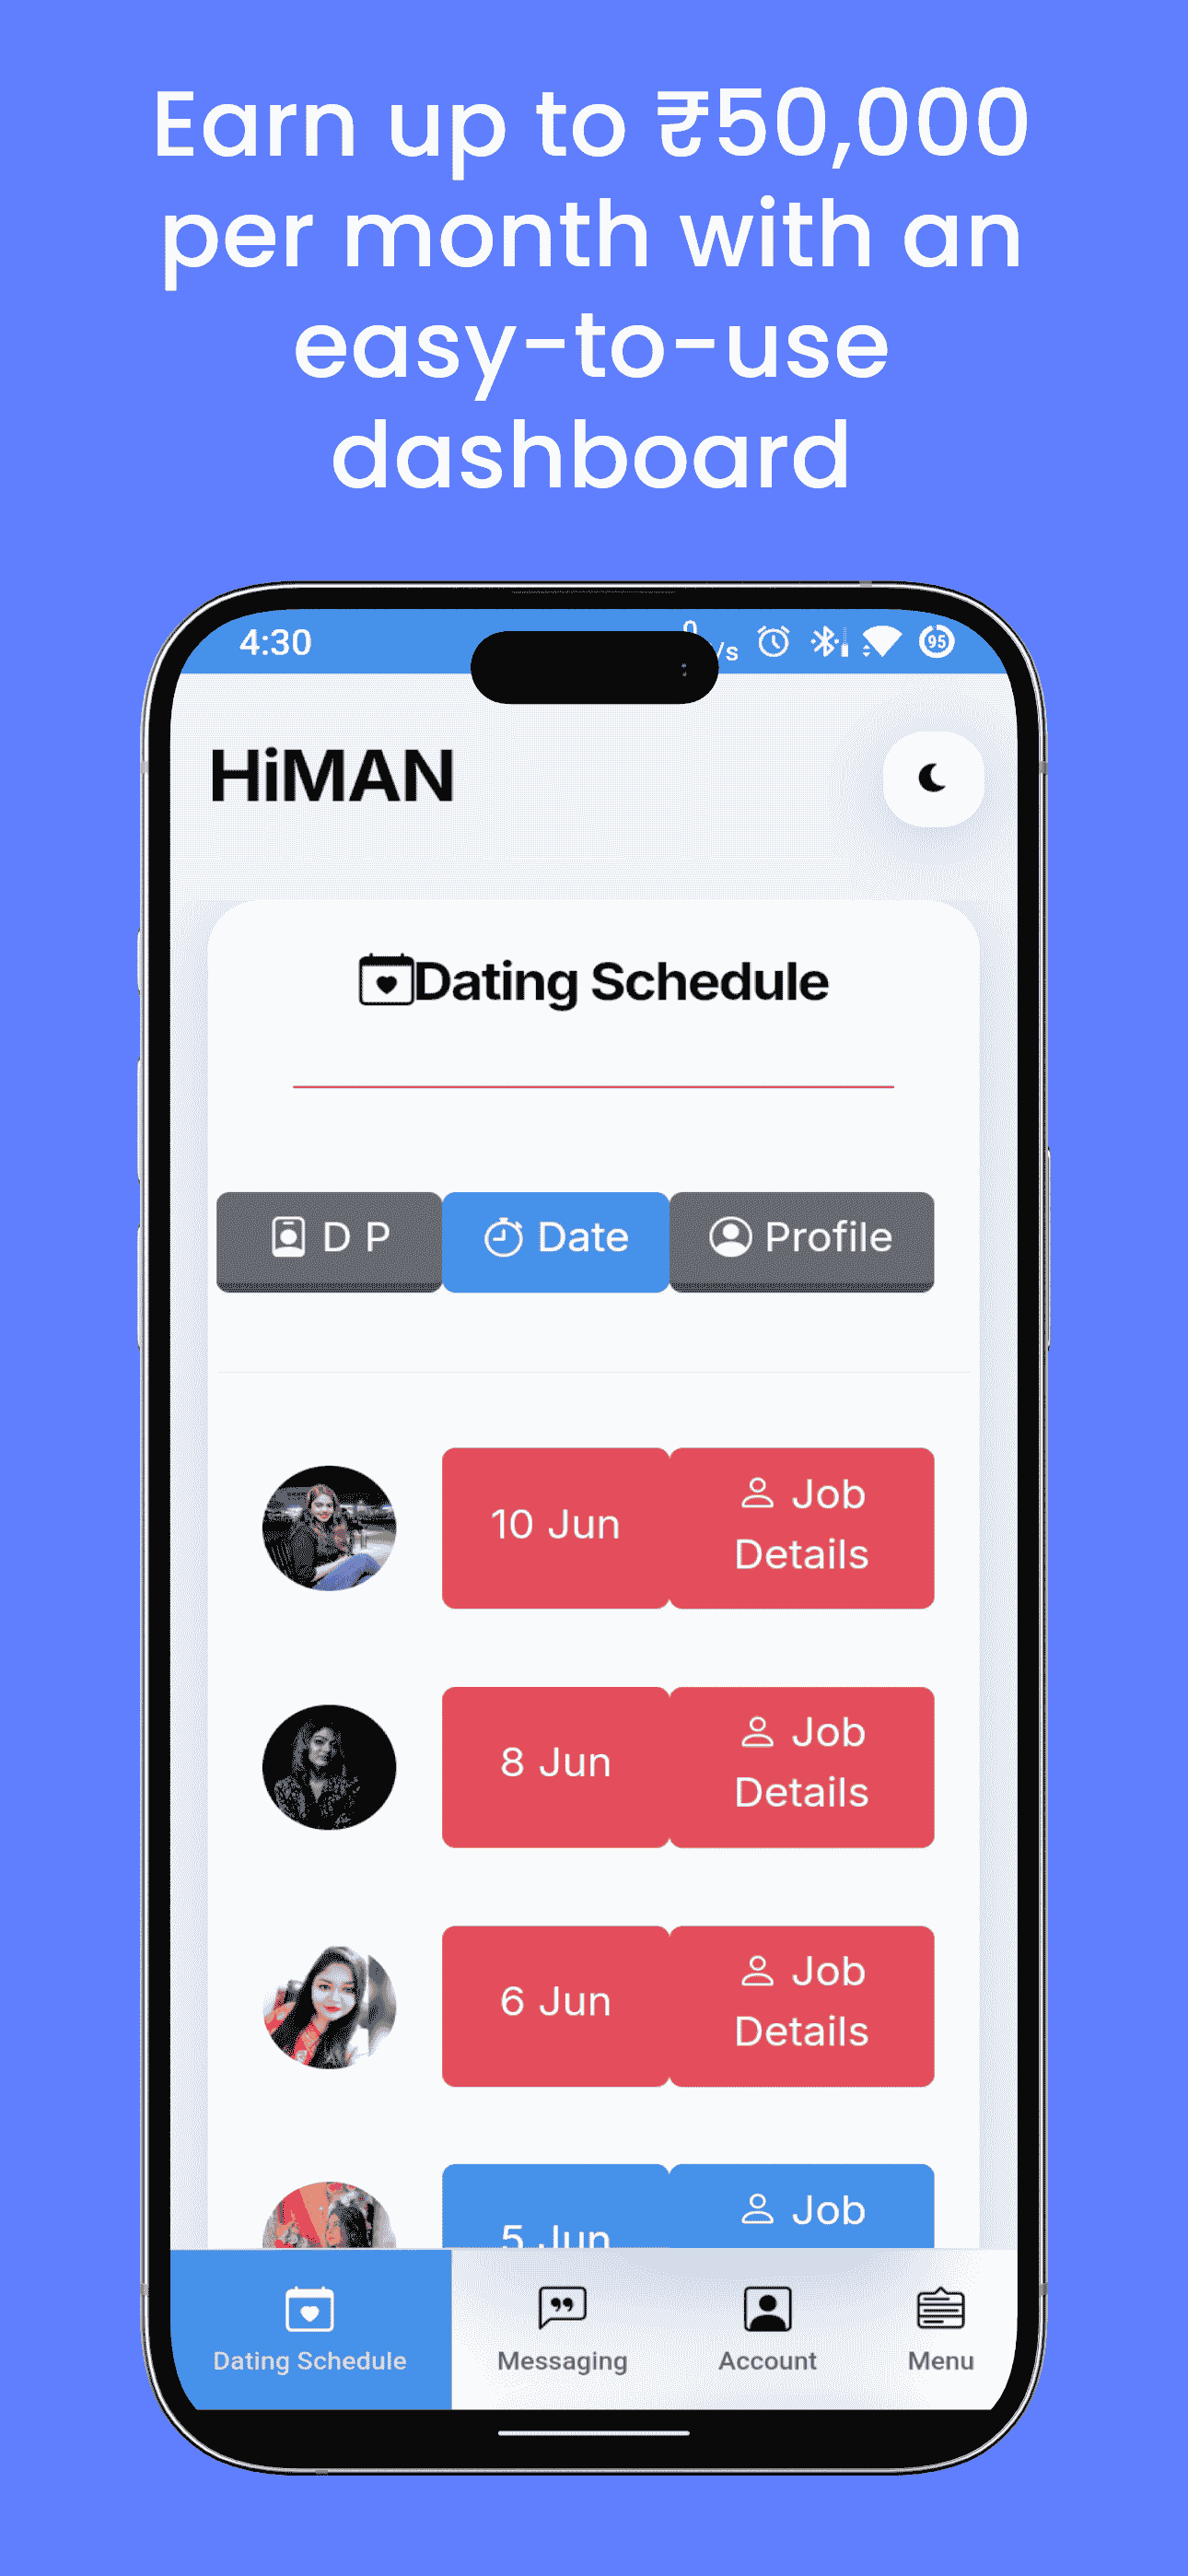 Earn up to ₹50,000
per month with an
easy-to-use
dashboard
4:30
/s
95
HiMAN
Dating Schedule
D P
Date
Profile
10 Jun
Job
Details
8 Jun
Job
Details
6 Jun
Job
Details
5 Jun
Job
Dating Schedule
Messaging
Account
Menu